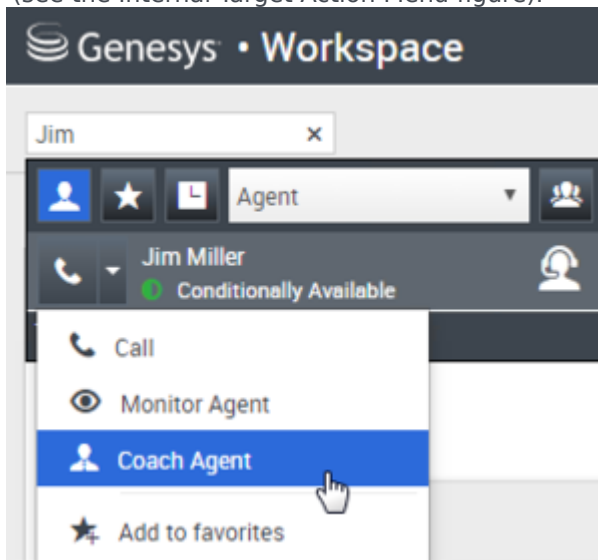 (see the Internal Target Action Menu figure).
Genesys • Workspace
Jim ×
Agent
Jim Miller
Conditionally Available
Call
Monitor Agent
Coach Agent
Add to favorites